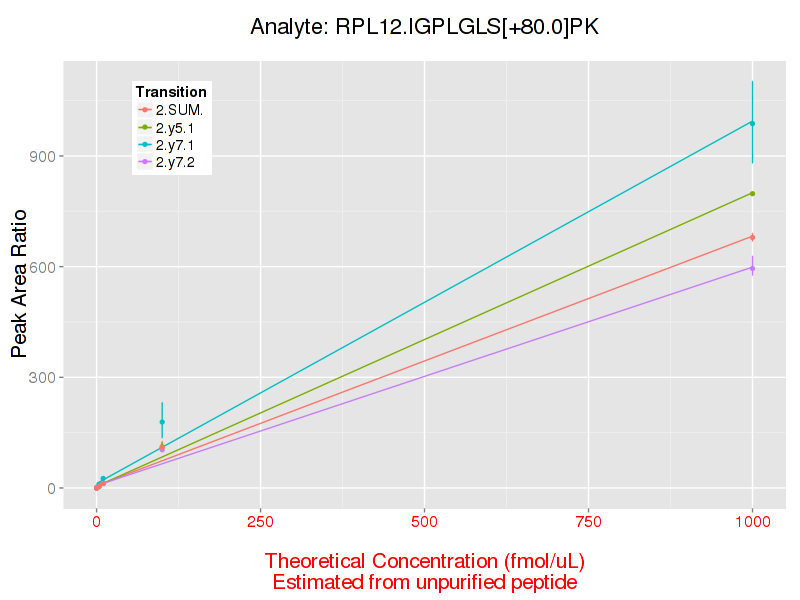 Analyte: RPL12.IGPLGLS[+80.0]PK
Transition
2.SUM.
2.y5.1
2.y7.1
2.y7.2
Peak Area Ratio
900
600
300
0
0 250 500 750 1000
Theoretical Concentration (fmol/uL)
Estimated from unpurified peptide